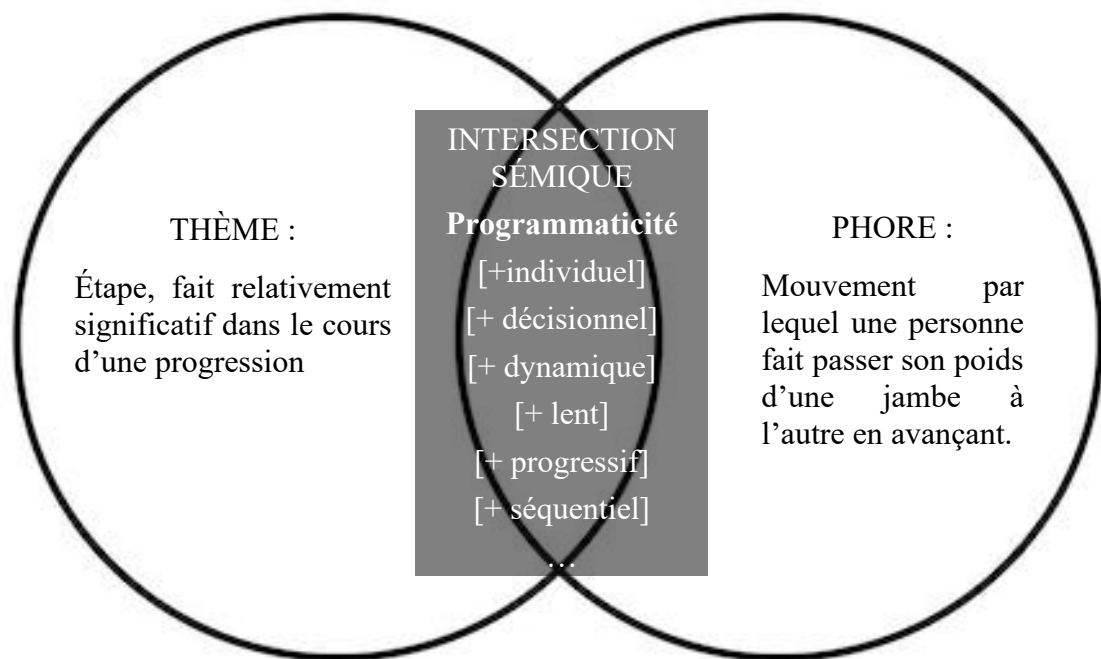 THÈME :
Étape, fait relativement
significatif dans le cours
d’une progression
INTERSECTION
SÉMIQUE
Programmaticité
[+individuel]
[+ décisionnel]
[+ dynamique]
[+ lent]
[+ progressif]
[+ séquentiel]
…
PHORE :
Mouvement par
lequel une personne
fait passer son poids
d’une jambe à
l’autre en avançant.